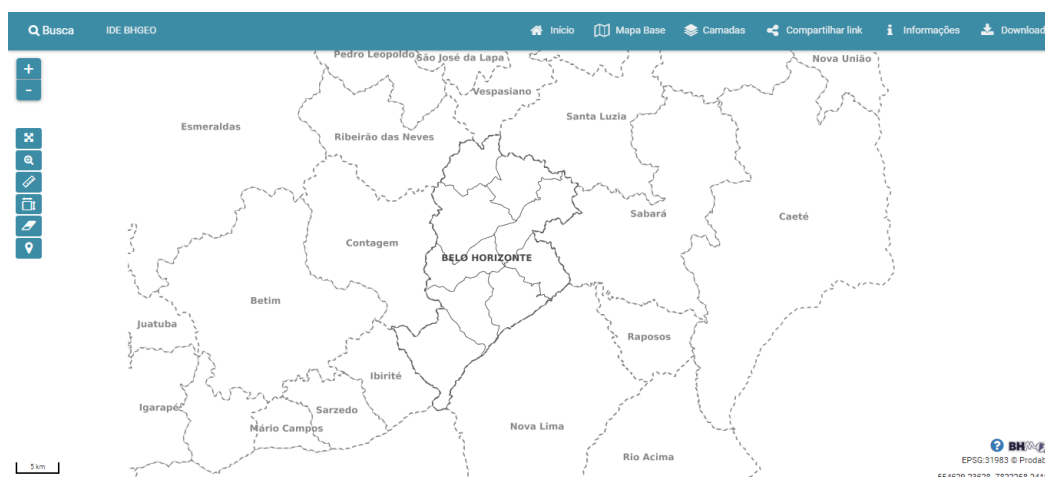 Busca
IDE BHGEO
Início
Mapa Base
Camadas
Compartilhar link
Informações
Download
+
-
Pedro Leopoldo
São José da Lapa
Nova União
Vespasiano
Santa Luzia
Esmeraldas
Ribeirão das Neves
Sabará
Caeté
Contagem
BELO HORIZONTE
Betim
Juatuba
Raposos
Ibirité
Igarapé
Sarzedo
Mário Campos
Nova Lima
Rio Acima
?
BH
5 km
EPSG:31983 © Prodab